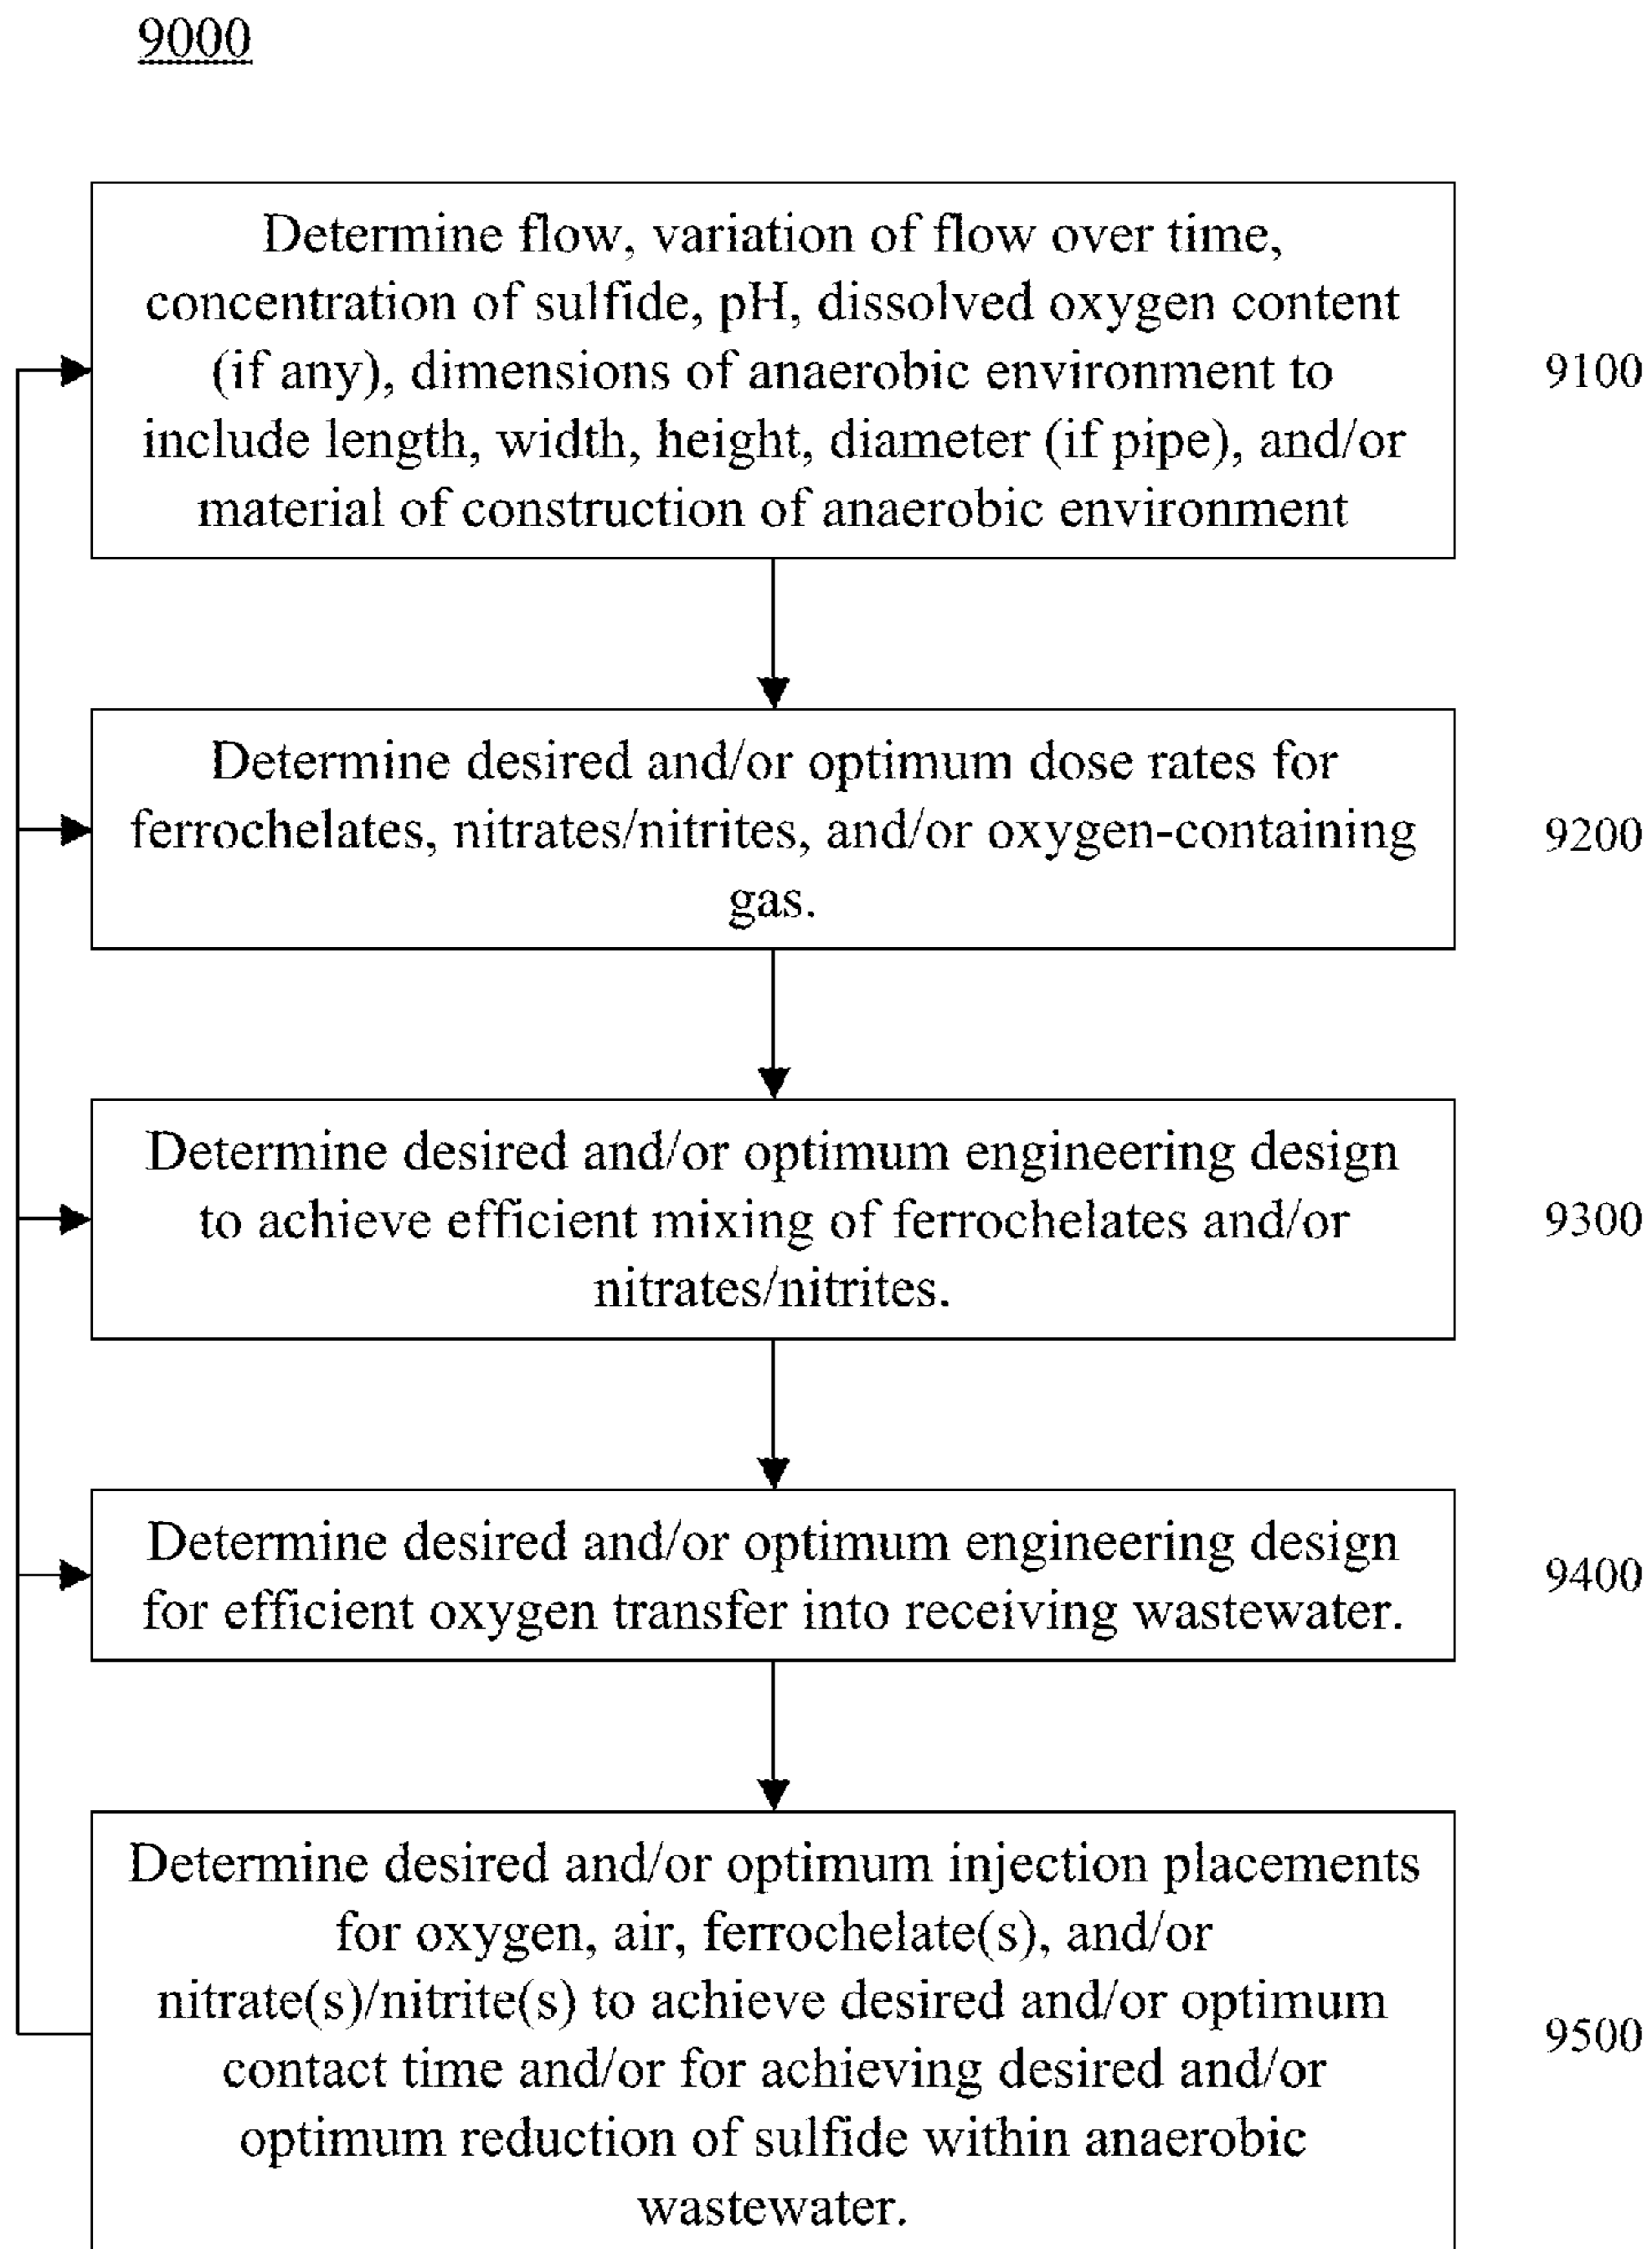 9000
Determine flow, variation of flow over time,
concentration of sulfide, pH, dissolved oxygen content
(if any), dimensions of anaerobic environment to
include length, width, height, diameter (if pipe), and/or
material of construction of anaerobic environment
9100
Determine desired and/or optimum dose rates for
ferrochelates, nitrates/nitrites, and/or oxygen-containing
gas.
9200
Determine desired and/or optimum engineering design
to achieve efficient mixing of ferrochelates and/or
nitrates/nitrites.
9300
Determine desired and/or optimum engineering design
for efficient oxygen transfer into receiving wastewater.
9400
Determine desired and/or optimum injection placements
for oxygen, air, ferrochelate(s), and/or
nitrate(s)/nitrite(s) to achieve desired and/or optimum
contact time and/or for achieving desired and/or
optimum reduction of sulfide within anaerobic
wastewater.
9500